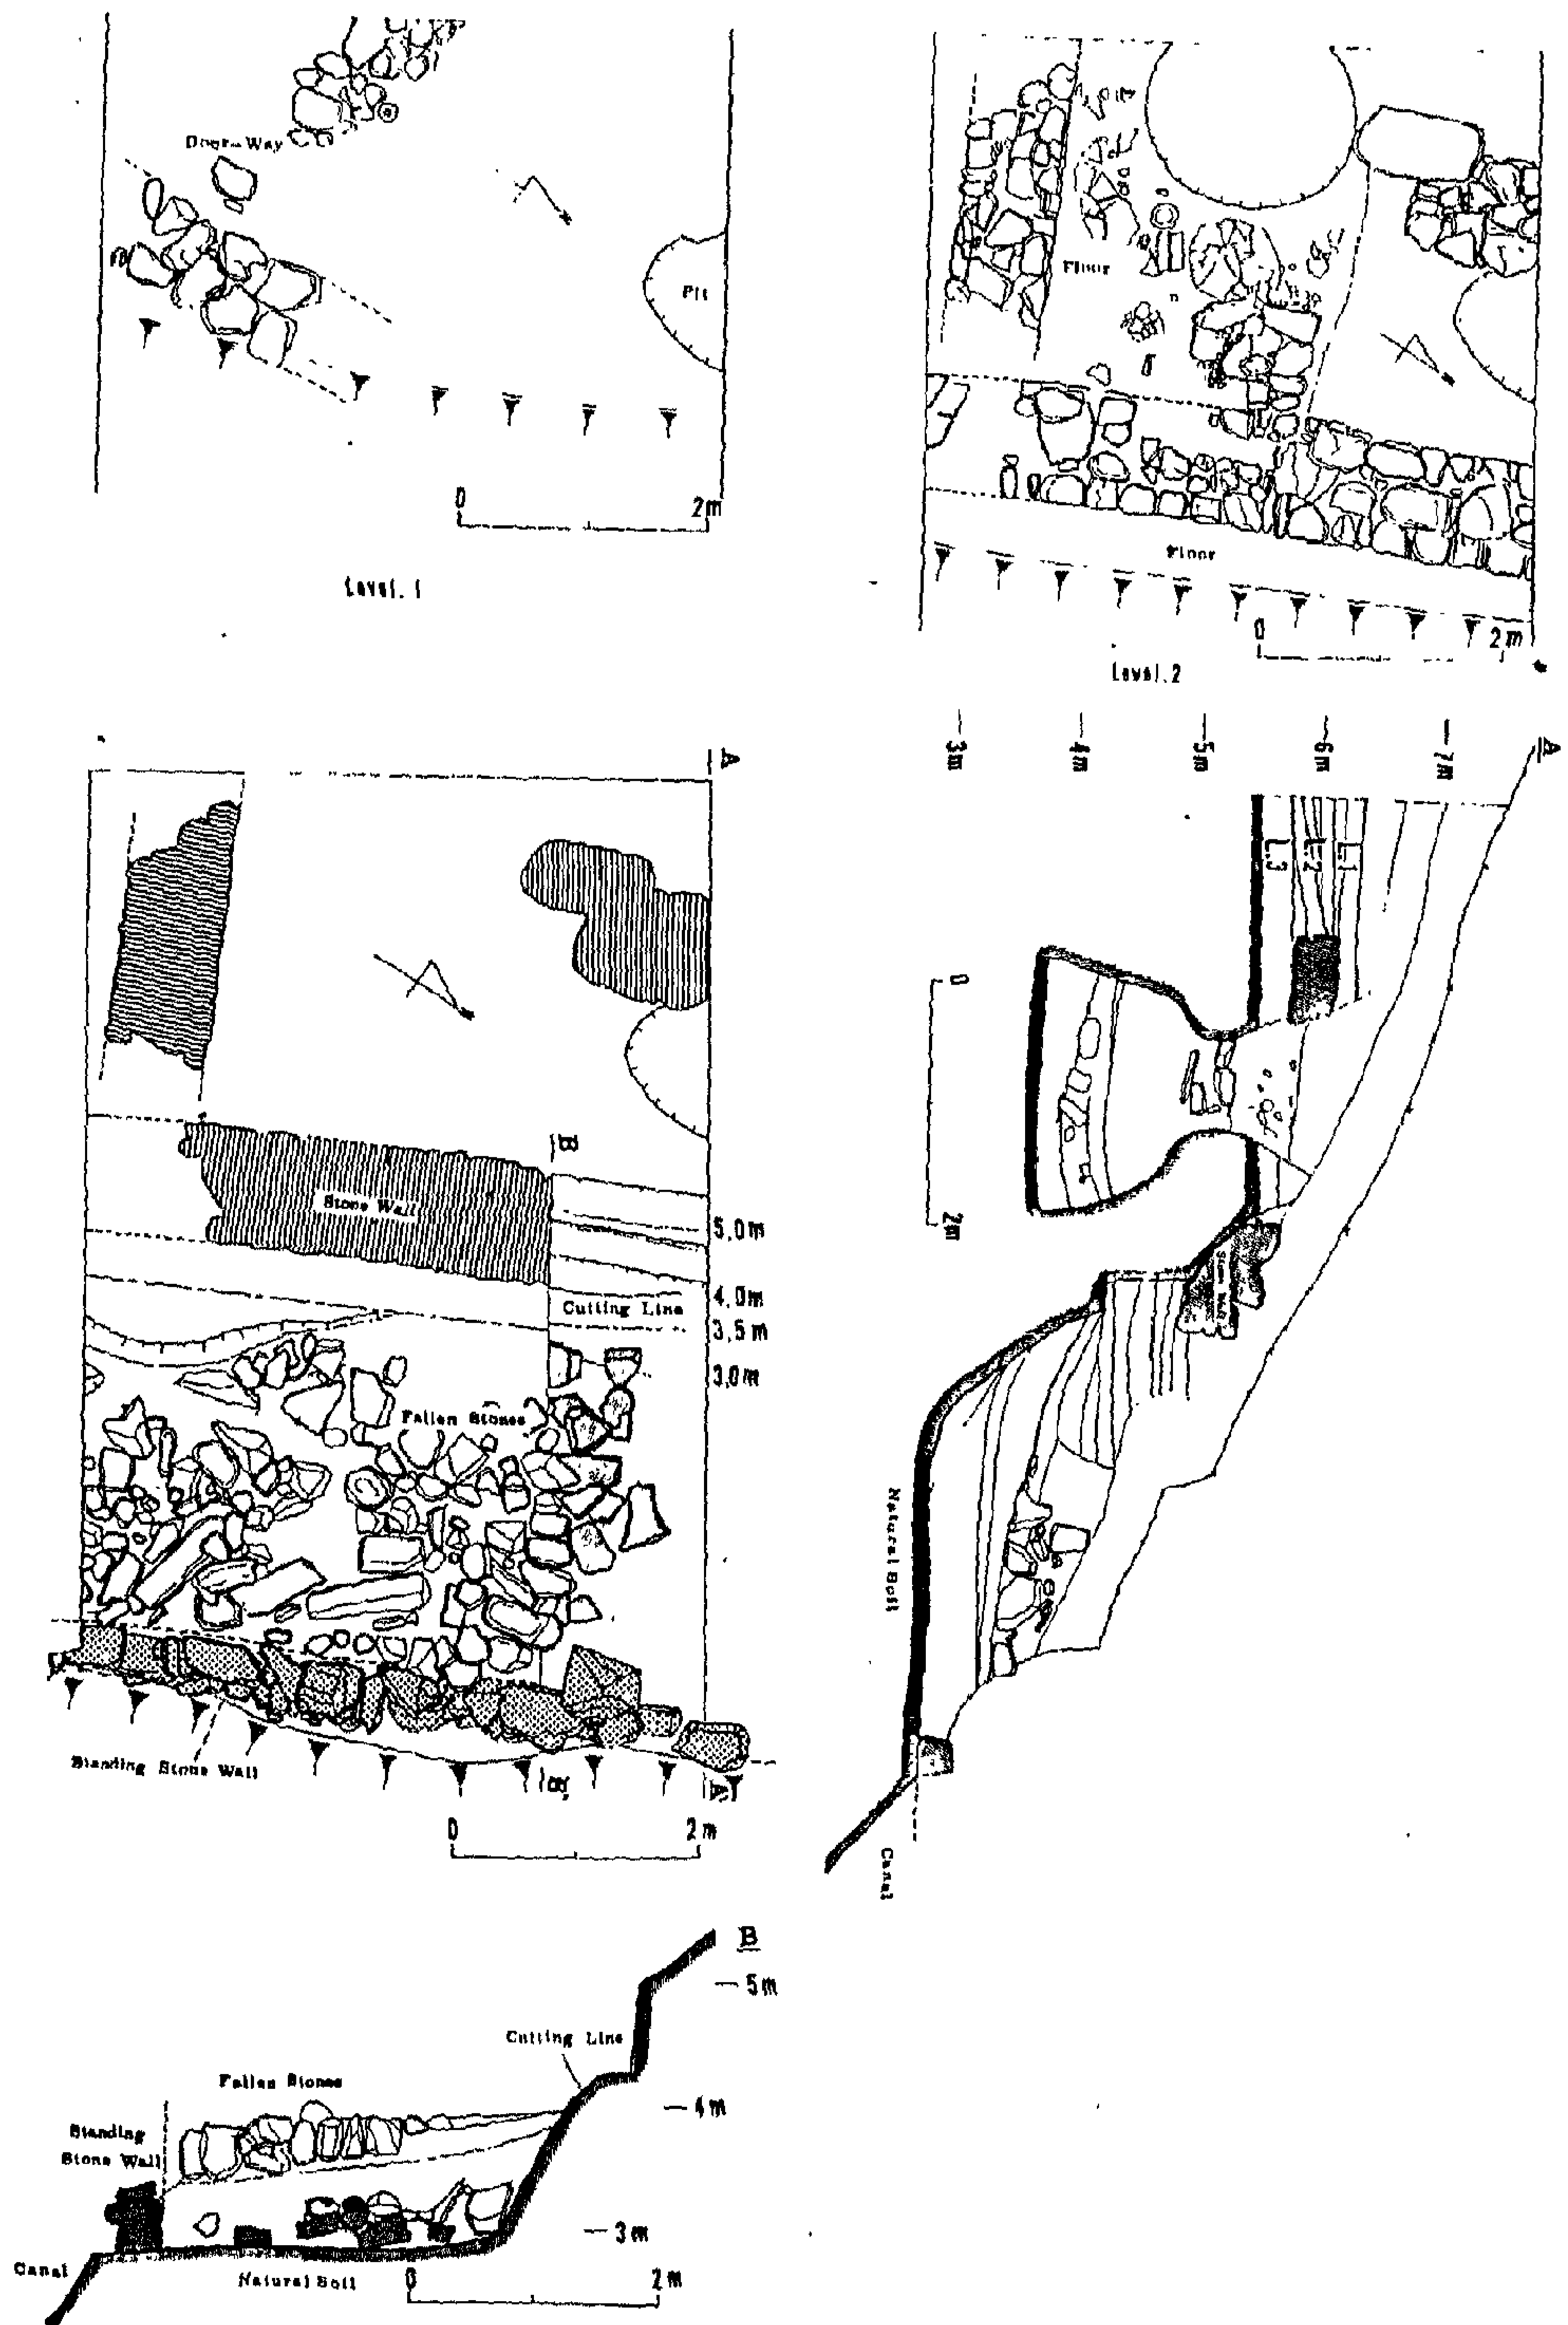 Door-Way
Pit
0 2m
Level. 1
Floor
Floor
0 2m
Level. 2
A
B
Stone Wall
5,0m
4,0m
Cutting Line
3,5m
3,0m
Fallen Stones
Standing Stone Wall
B'
A'
0 2m
3m
4m
5m
6m
7m
A
L.3
L.2
L.1
0
2m
Stone Wall
Natural Soil
Canal
B
5m
Cutting Line
Fallen Stones
4m
Standing
Stone Wall
3m
Canal
Natural Soil
0 2m